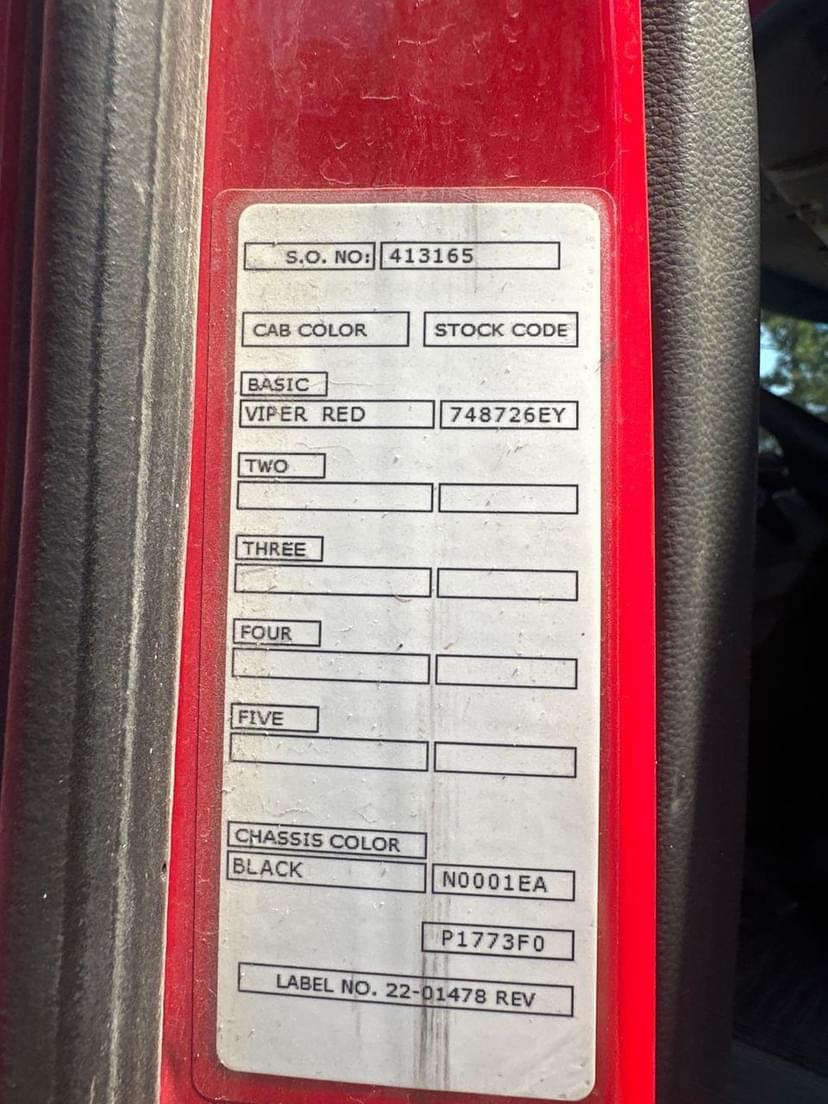 S.O. NO: 413165
CAB COLOR STOCK CODE
BASIC
VIPER RED 748726EY
TWO
THREE
FOUR
FIVE
CHASSIS COLOR
BLACK N0001EA
P1773F0
LABEL NO. 22-01478 REV